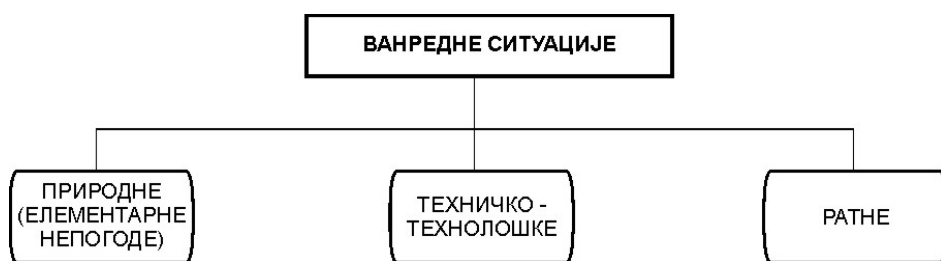 ВАНРЕДНЕ СИТУАЦИЈЕ
ПРИРОДНЕ
(ЕЛЕМЕНТАРНЕ
НЕПОГОДЕ)
ТЕХНИЧКО -
ТЕХНОЛОШКЕ
РАТНЕ